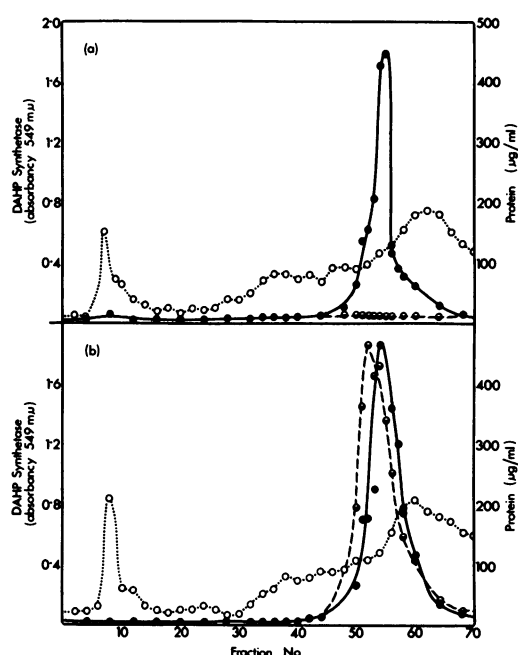 (a)
2·0
1·6
1·2
0·8
0·4
DAHP Synthetase
(absorbancy 549 mμ)
500
400
300
200
100
Protein (μg/ml)
(b)
1·6
1·2
0·8
0·4
DAHP Synthetase
(absorbancy 549 mμ)
400
300
200
100
Protein (μg/ml)
10 20 30 40 50 60 70
Fraction No